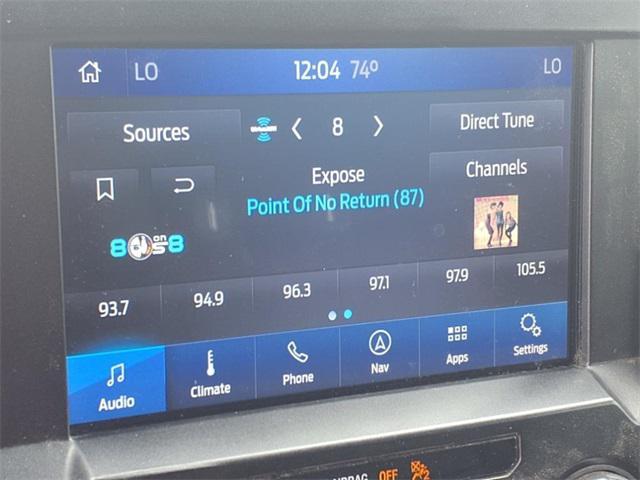 LO 12:04 74º LO
Sources 8 Direct Tune
Expose Channels
Point Of No Return (87)
80s on 8
93.7 94.9 96.3 97.1 97.9 105.5
Audio Climate Phone Nav Apps Settings
OFF 2